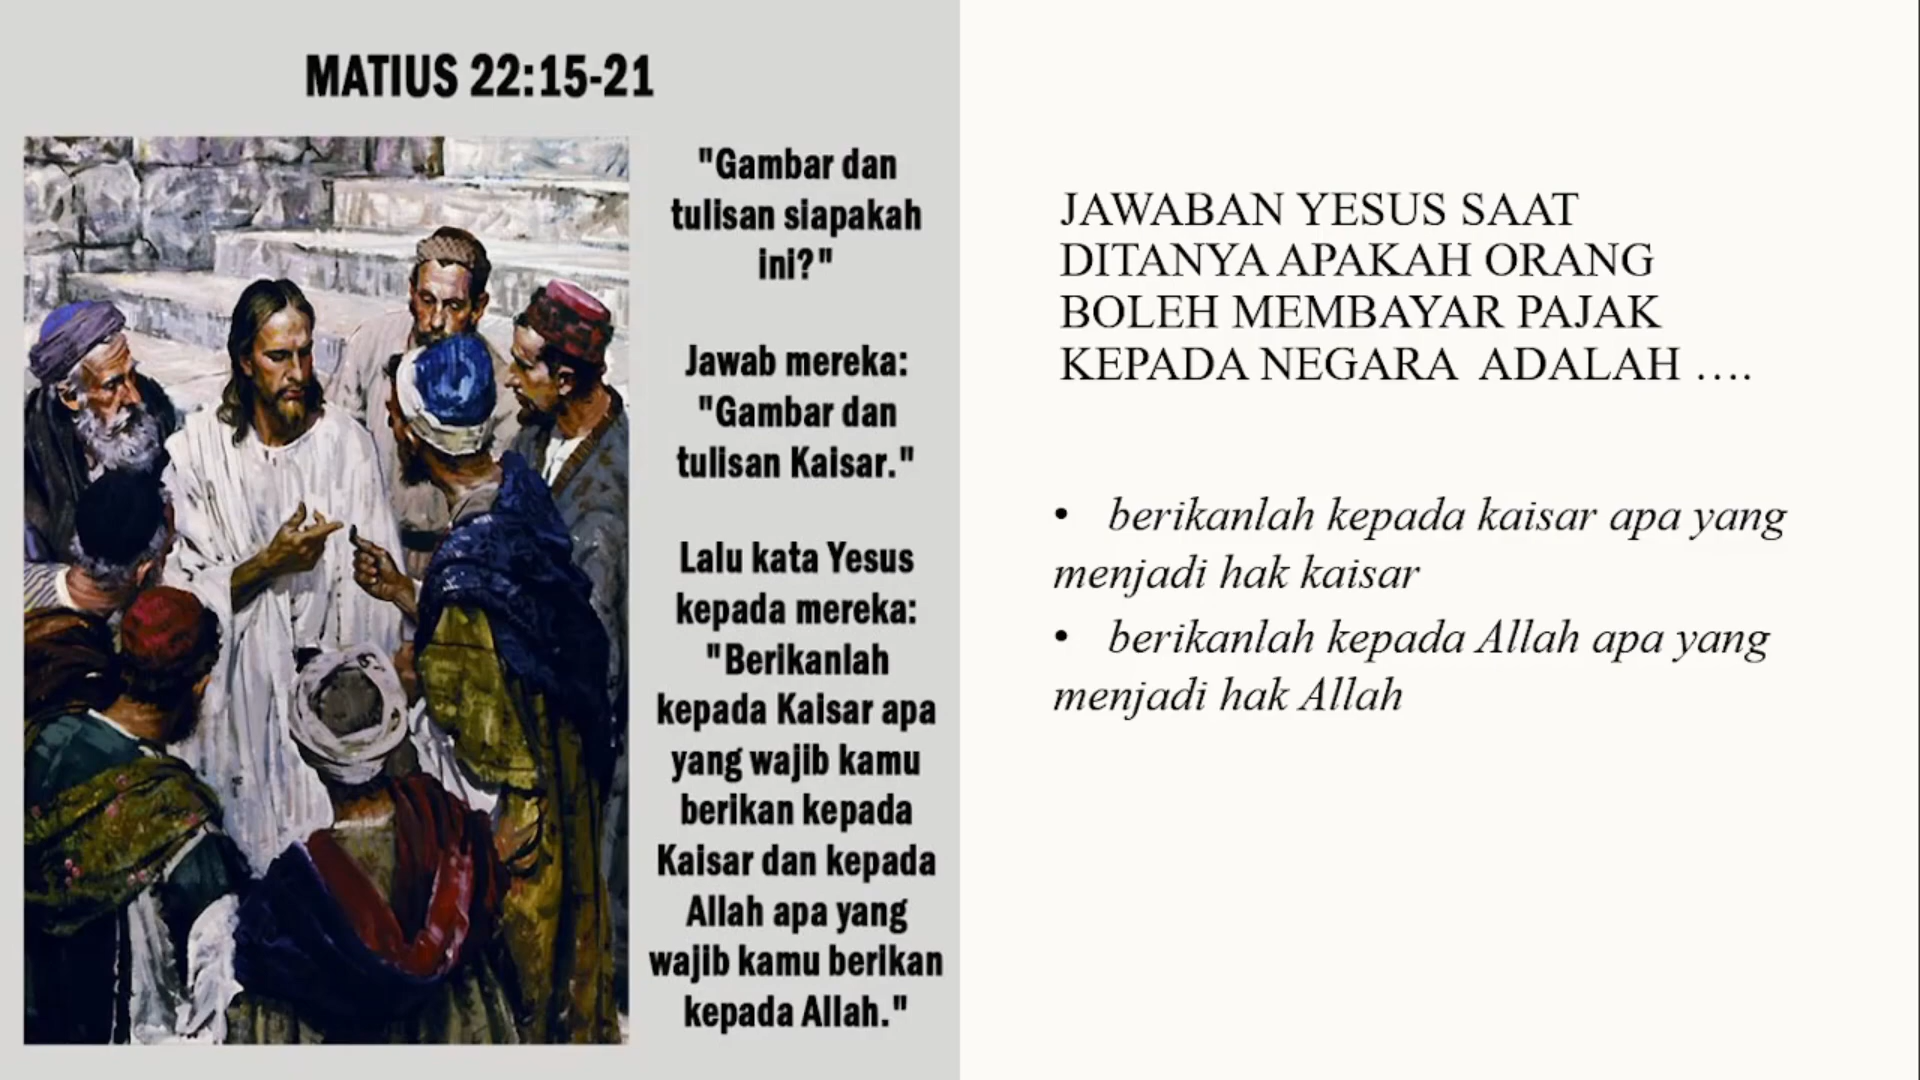 MATIUS 22:15-21
"Gambar dan
tulisan siapakah
ini?"
Jawab mereka:
"Gambar dan
tulisan Kaisar."
Lalu kata Yesus
kepada mereka:
"Berikanlah
kepada Kaisar apa
yang wajib kamu
berikan kepada
Kaisar dan kepada
Allah apa yang
wajib kamu berikan
kepada Allah."
JAWABAN YESUS SAAT
DITANYA APAKAH ORANG
BOLEH MEMBAYAR PAJAK
KEPADA NEGARA ADALAH ....
• berikanlah kepada kaisar apa yang
menjadi hak kaisar
• berikanlah kepada Allah apa yang
menjadi hak Allah